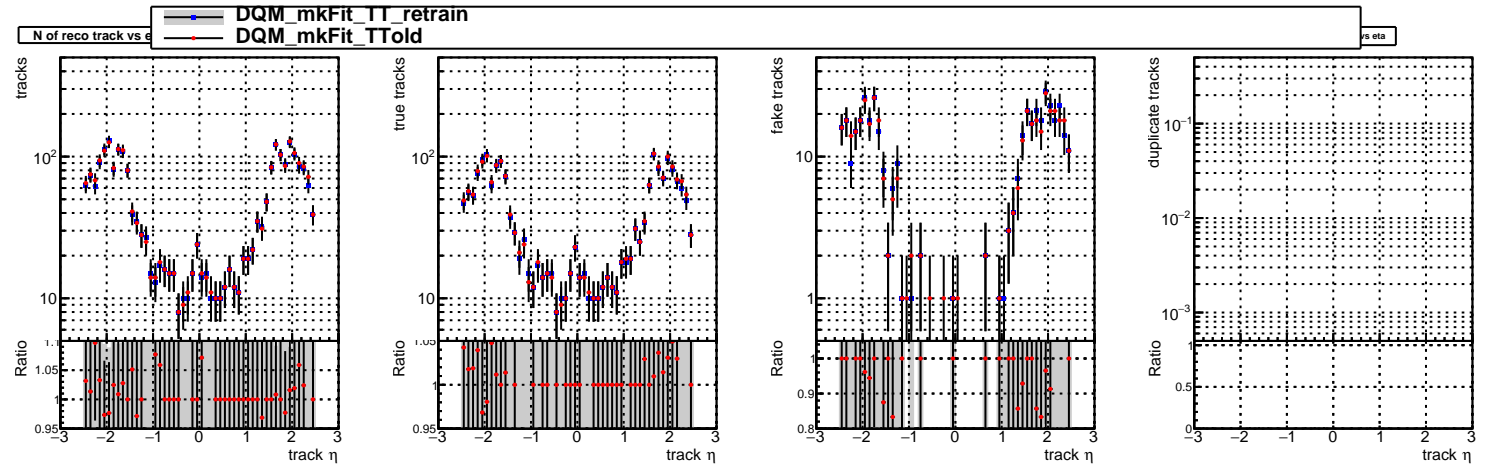 DQM_mkFit_TT_retrain
DQM_mkFit_TTold
N of reco track vs e
vs eta
tracks
10²
10
Ratio
1.1
1.05
1
0.95
−3 −2 −1 0 1 2 3
track η
true tracks
10²
10
Ratio
1.05
1
0.95
−3 −2 −1 0 1 2 3
track η
fake tracks
10
1
Ratio
1
0.9
0.8
−3 −2 −1 0 1 2 3
track η
duplicate tracks
10⁻¹
10⁻²
10⁻³
Ratio
1
0.5
0
−3 −2 −1 0 1 2 3
track η